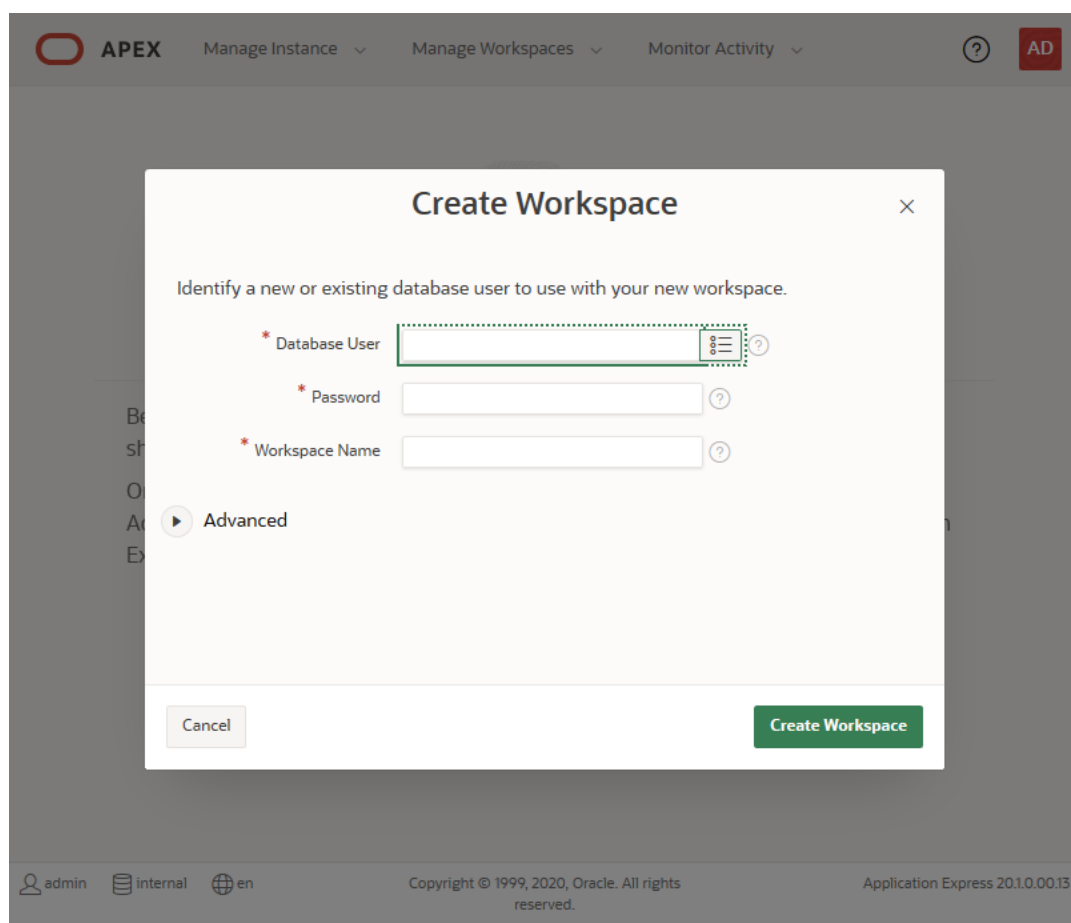 APEX Manage Instance Manage Workspaces Monitor Activity ? AD
Create Workspace
Identify a new or existing database user to use with your new workspace.
* Database User ?
* Password ?
* Workspace Name ?
Be
sh
Advanced
Cancel Create Workspace
admin internal en Copyright © 1999, 2020, Oracle. All rights Application Express 20.1.0.00.13
reserved.